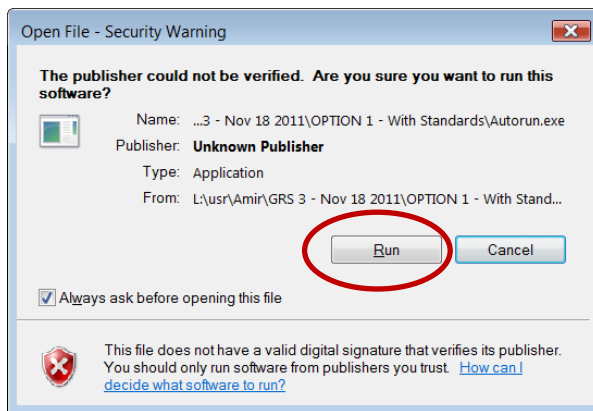 Open File - Security Warning
The publisher could not be verified. Are you sure you want to run this
software?
Name: ...3 - Nov 18 2011\OPTION 1 - With Standards\Autorun.exe
Publisher: Unknown Publisher
Type: Application
From: L:\usr\Amir\GRS 3 - Nov 18 2011\OPTION 1 - With Stand...
Run Cancel
Always ask before opening this file
This file does not have a valid digital signature that verifies its publisher.
You should only run software from publishers you trust. How can I
decide what software to run?